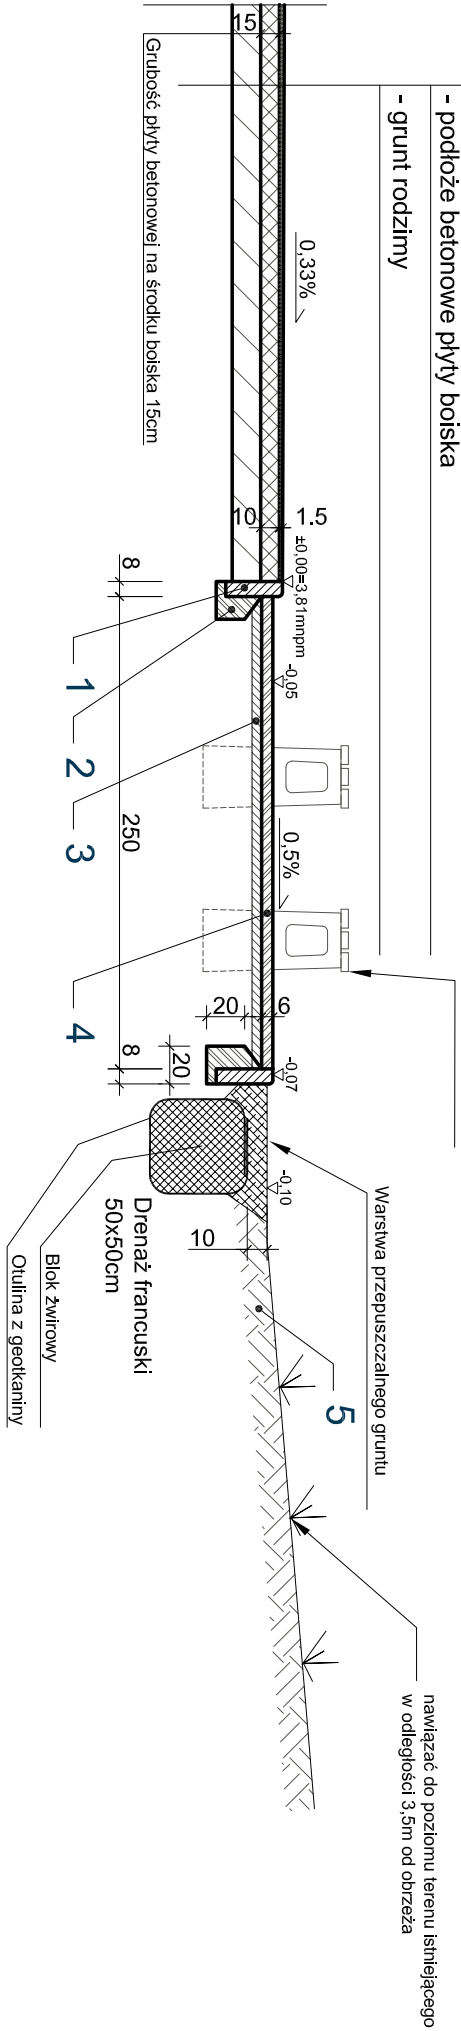 - podłoże betonowe płyty boiska
- grunt rodzimy
15
Grubość płyty betonowej na środku boiska 15cm
0,33%
10
1.5
±0,00=3,81mnpm
-0,05
8
250
8
1
2
3
4
0,5%
20
6
20
-0,07
-0,10
10
Drenaż francuski
50x50cm
Blok żwirowy
Otulina z geotkaniny
Warstwa przepuszczalnego gruntu
5
nawiązać do poziomu terenu istniejącego
w odległości 3,5m od obrzeża